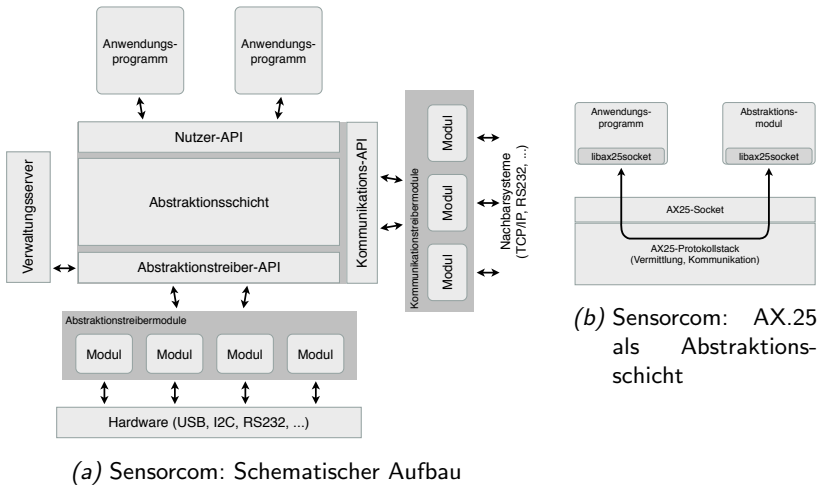 Anwendungs-
programm
Anwendungs-
programm
Nutzer-API
Abstraktionsschicht
Abstraktionstreiber-API
Kommunikations-API
Verwaltungsserver
Kommunikationstreibermodule
Modul
Modul
Modul
Nachbarsysteme
(TCP/IP, RS232, ...)
Abstraktionstreibermodule
Modul
Modul
Modul
Modul
Hardware (USB, I2C, RS232, ...)
(a) Sensorcom: Schematischer Aufbau
Anwendungs-
programm
libax25socket
Abstraktions-
modul
libax25socket
AX25-Socket
AX25-Protokollstack
(Vermittlung, Kommunikation)
(b) Sensorcom: AX.25
als Abstraktions-
schicht